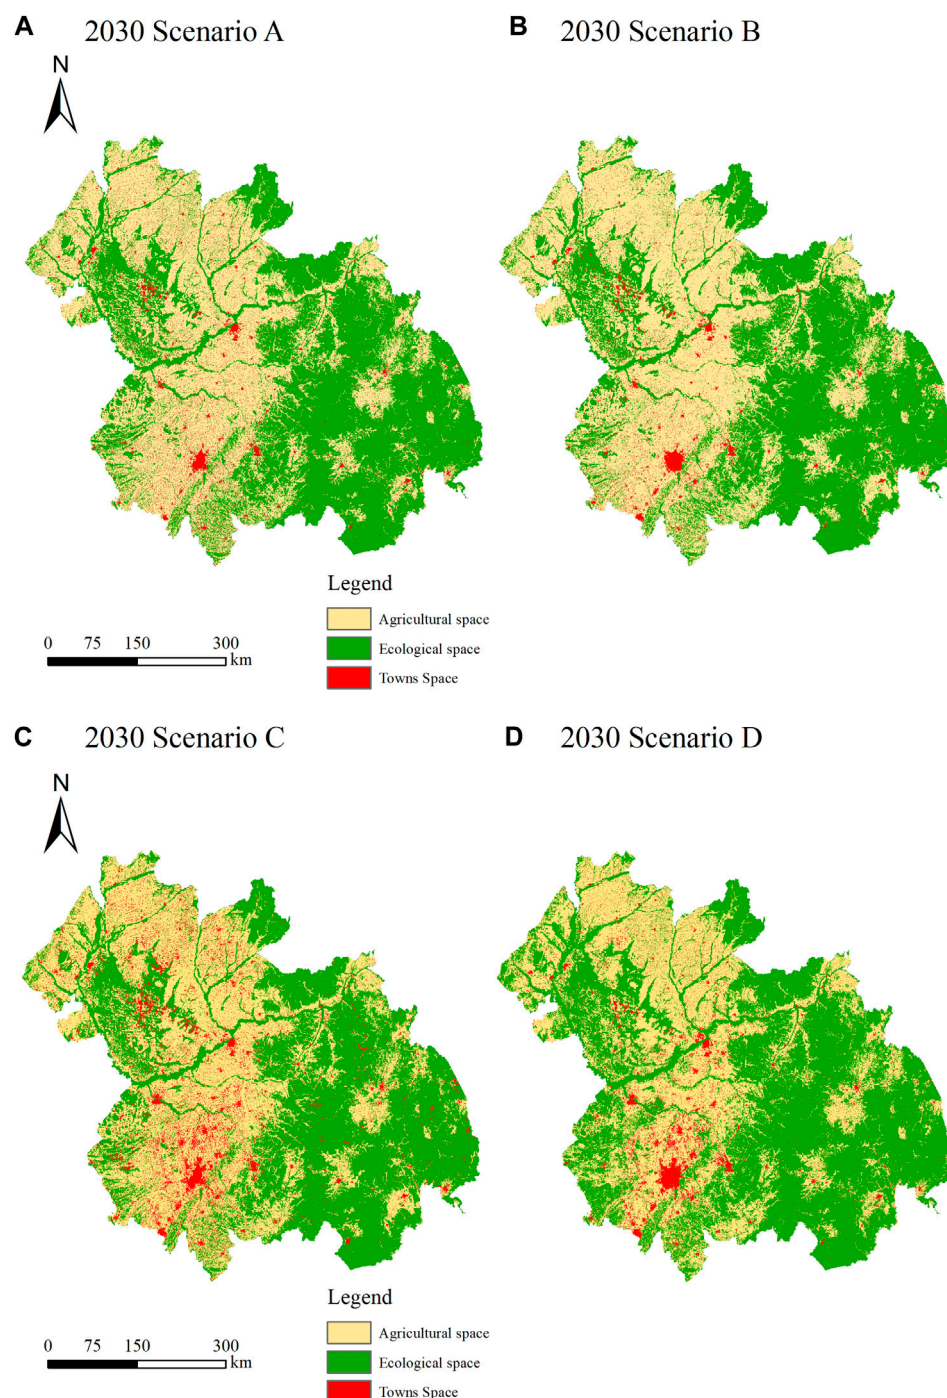 A 2030 Scenario A
B 2030 Scenario B
N
Legend
Agricultural space
Ecological space
Towns Space
0 75 150 300
km
C 2030 Scenario C
D 2030 Scenario D
N
Legend
Agricultural space
Ecological space
Towns Space
0 75 150 300
km